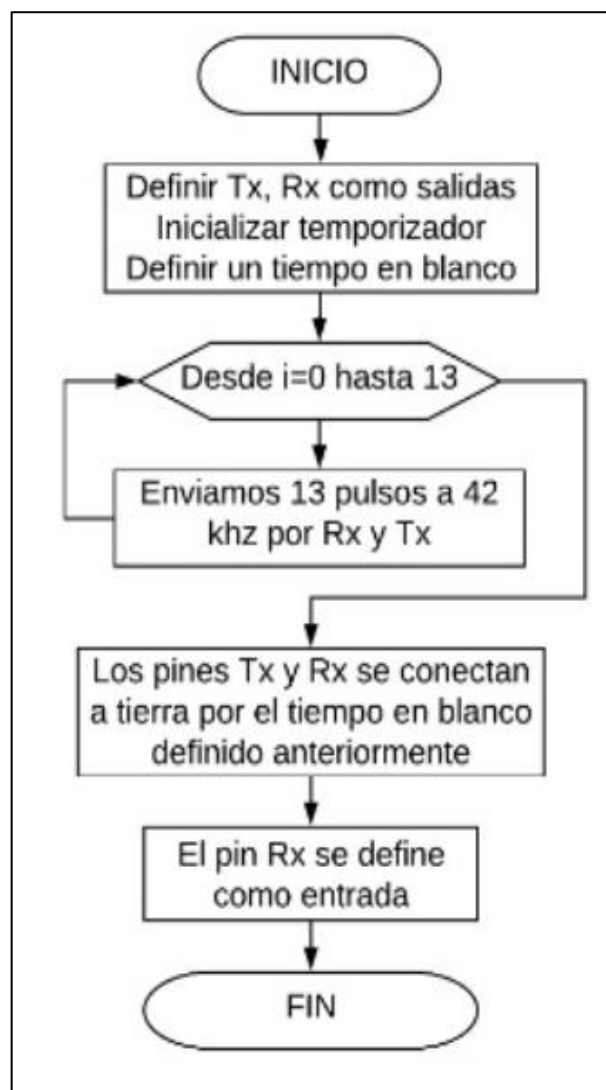 INICIO
Definir Tx, Rx como salidas
Inicializar temporizador
Definir un tiempo en blanco
Desde i=0 hasta 13
Enviamos 13 pulsos a 42
khz por Rx y Tx
Los pines Tx y Rx se conectan
a tierra por el tiempo en blanco
definido anteriormente
El pin Rx se define
como entrada
FIN